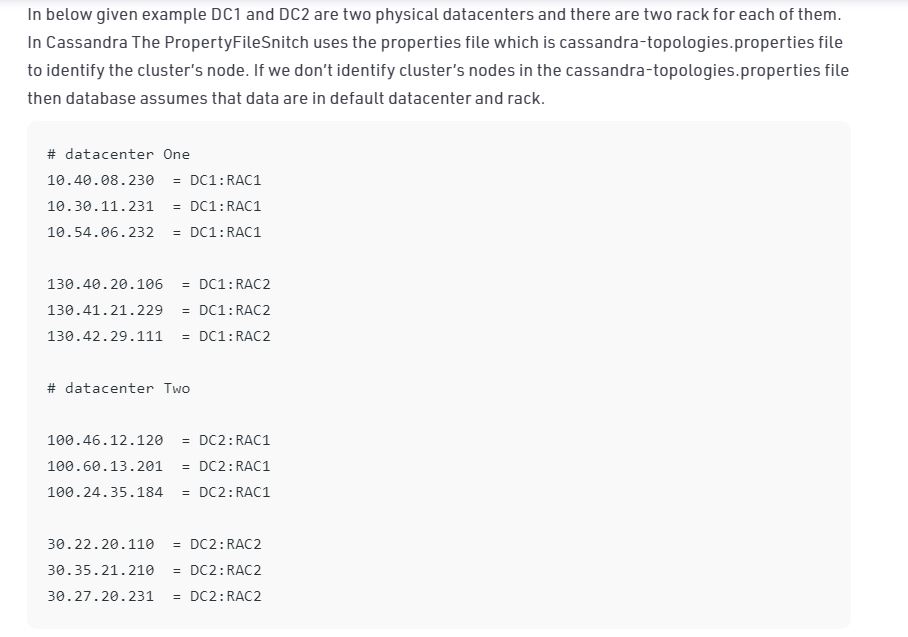 In below given example DC1 and DC2 are two physical datacenters and there are two rack for each of them.
In Cassandra The PropertyFileSnitch uses the properties file which is cassandra-topologies.properties file
to identify the cluster’s node. If we don’t identify cluster’s nodes in the cassandra-topologies.properties file
then database assumes that data are in default datacenter and rack.
# datacenter One
10.40.08.230 = DC1:RAC1
10.30.11.231 = DC1:RAC1
10.54.06.232 = DC1:RAC1
130.40.20.106 = DC1:RAC2
130.41.21.229 = DC1:RAC2
130.42.29.111 = DC1:RAC2
# datacenter Two
100.46.12.120 = DC2:RAC1
100.60.13.201 = DC2:RAC1
100.24.35.184 = DC2:RAC1
30.22.20.110 = DC2:RAC2
30.35.21.210 = DC2:RAC2
30.27.20.231 = DC2:RAC2